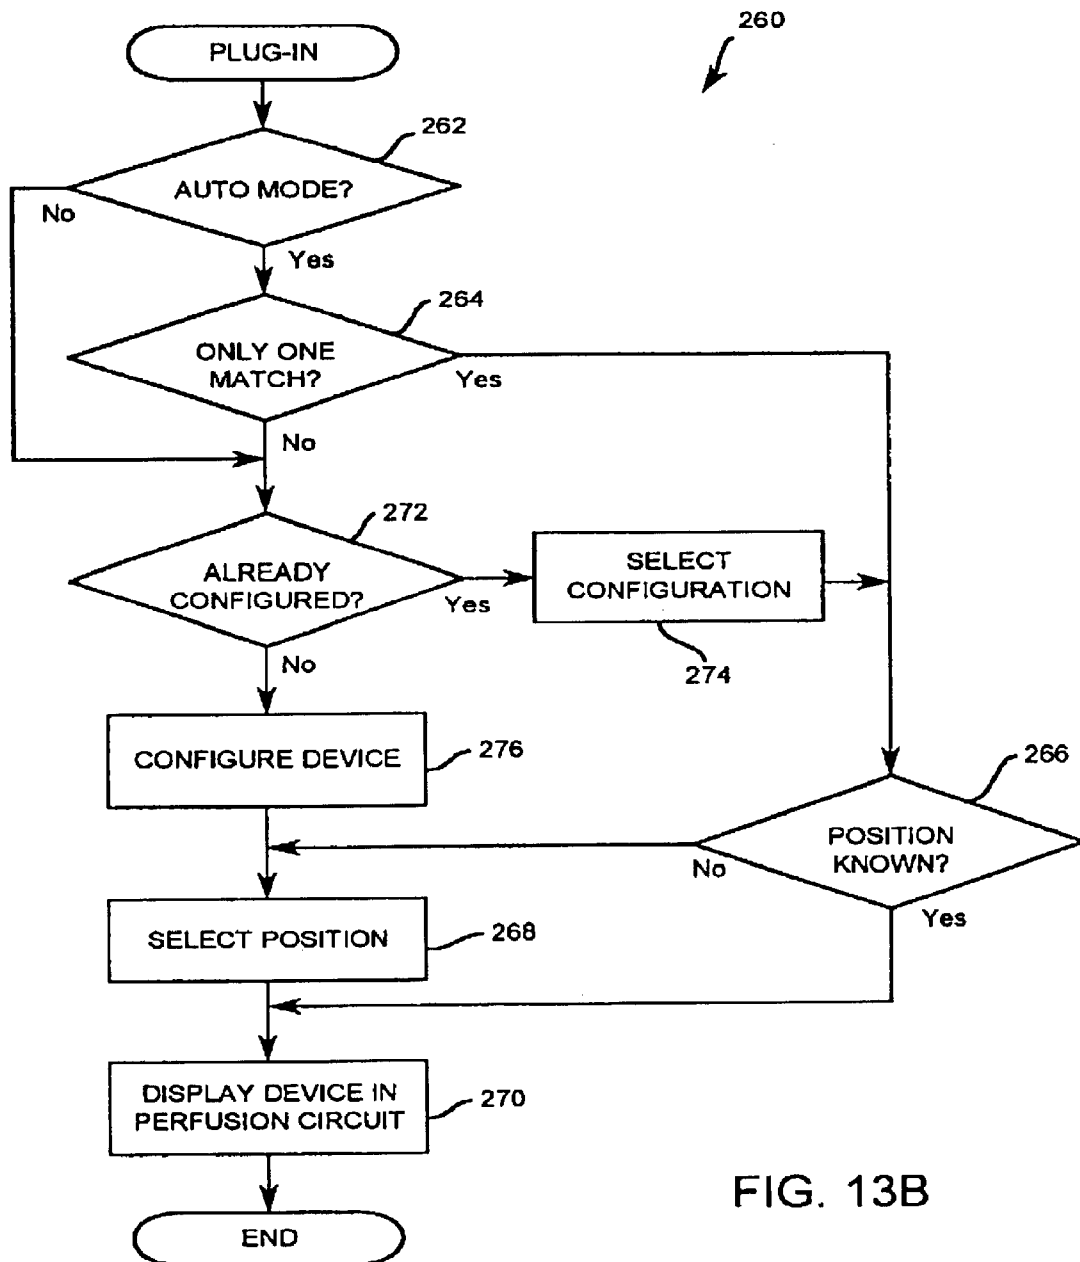 260
PLUG-IN
262
AUTO MODE?
No
Yes
264
ONLY ONE
MATCH?
Yes
No
272
ALREADY
CONFIGURED?
Yes
SELECT
CONFIGURATION
274
No
CONFIGURE DEVICE
276
266
POSITION
KNOWN?
No
Yes
SELECT POSITION
268
DISPLAY DEVICE IN
PERFUSION CIRCUIT
270
END
FIG. 13B